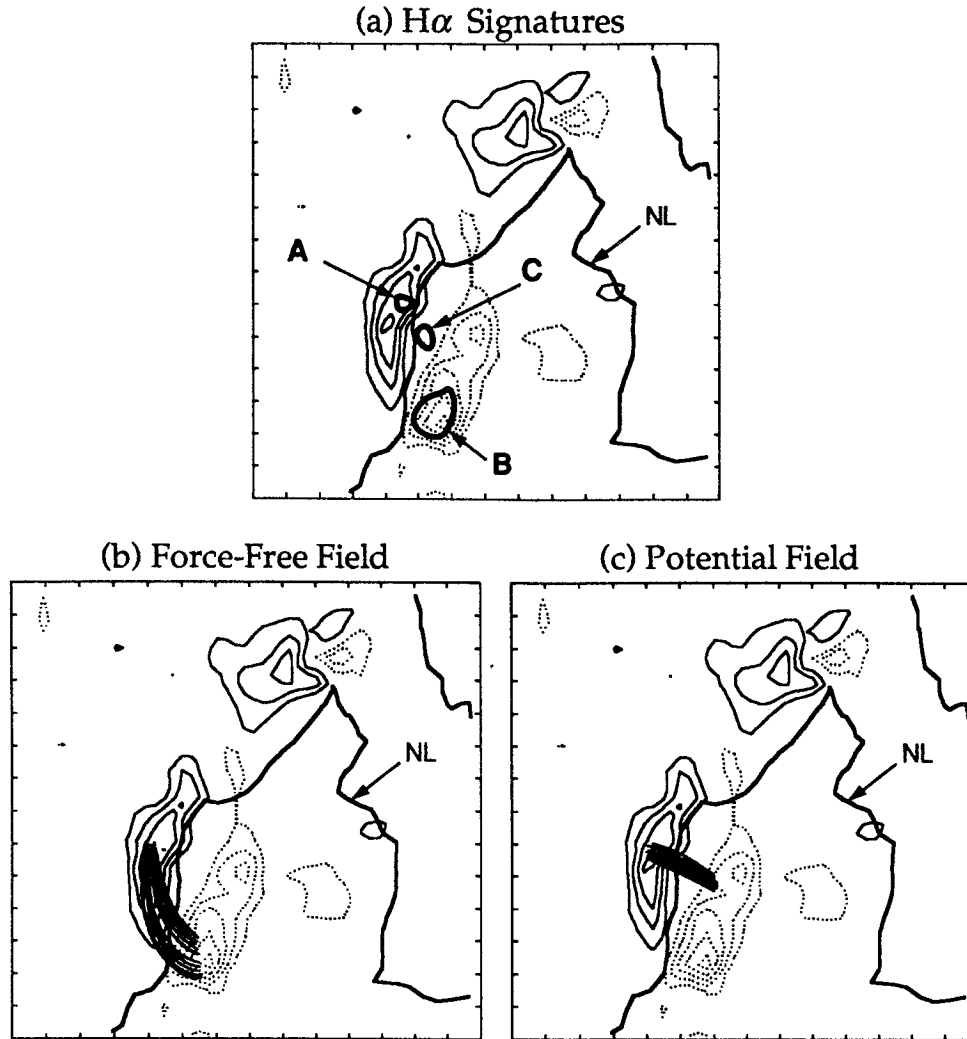 (a) Hα Signatures
NL
A
C
B
(b) Force-Free Field
(c) Potential Field
NL
NL